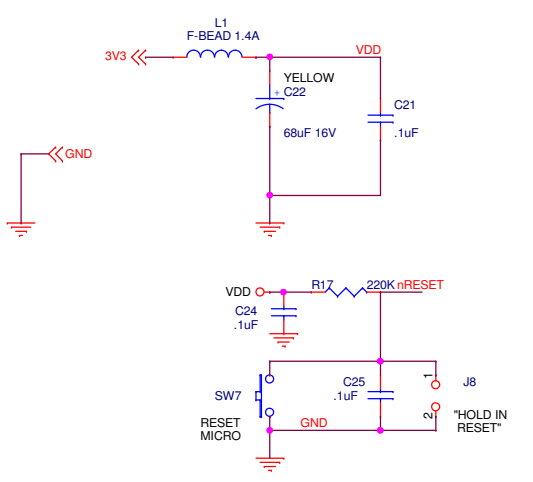 L1
F-BEAD 1.4A
3V3
VDD
YELLOW
+ C22
C21
68uF 16V
.1uF
GND
R17
220K nRESET
VDD
C24
.1uF
C25
.1uF
1
J8
SW7
2
"HOLD IN
RESET"
RESET
MICRO
GND